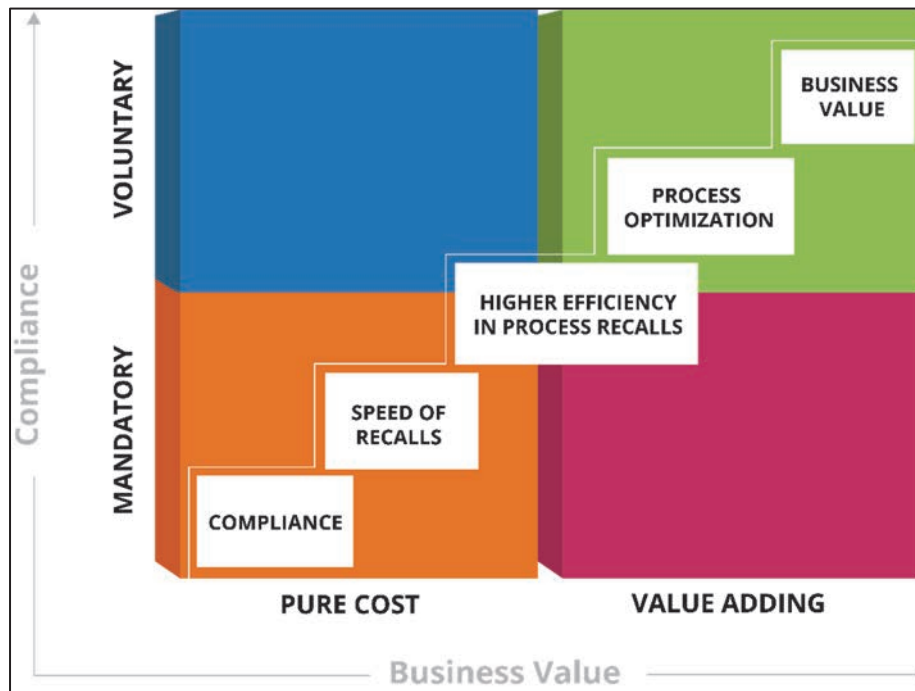 VOLUNTARY
MANDATORY
Compliance
BUSINESS
VALUE
PROCESS
OPTIMIZATION
HIGHER EFFICIENCY
IN PROCESS RECALLS
SPEED OF
RECALLS
COMPLIANCE
PURE COST
VALUE ADDING
Business Value